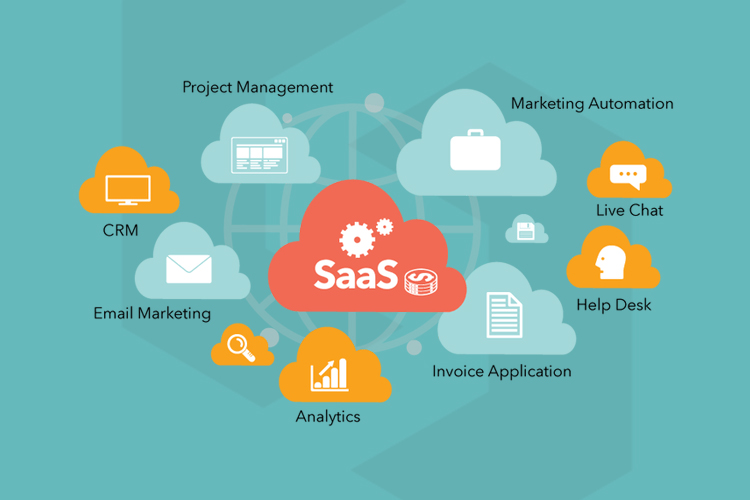 Project Management
Marketing Automation
CRM
Live Chat
SaaS
Email Marketing
Help Desk
Invoice Application
Analytics